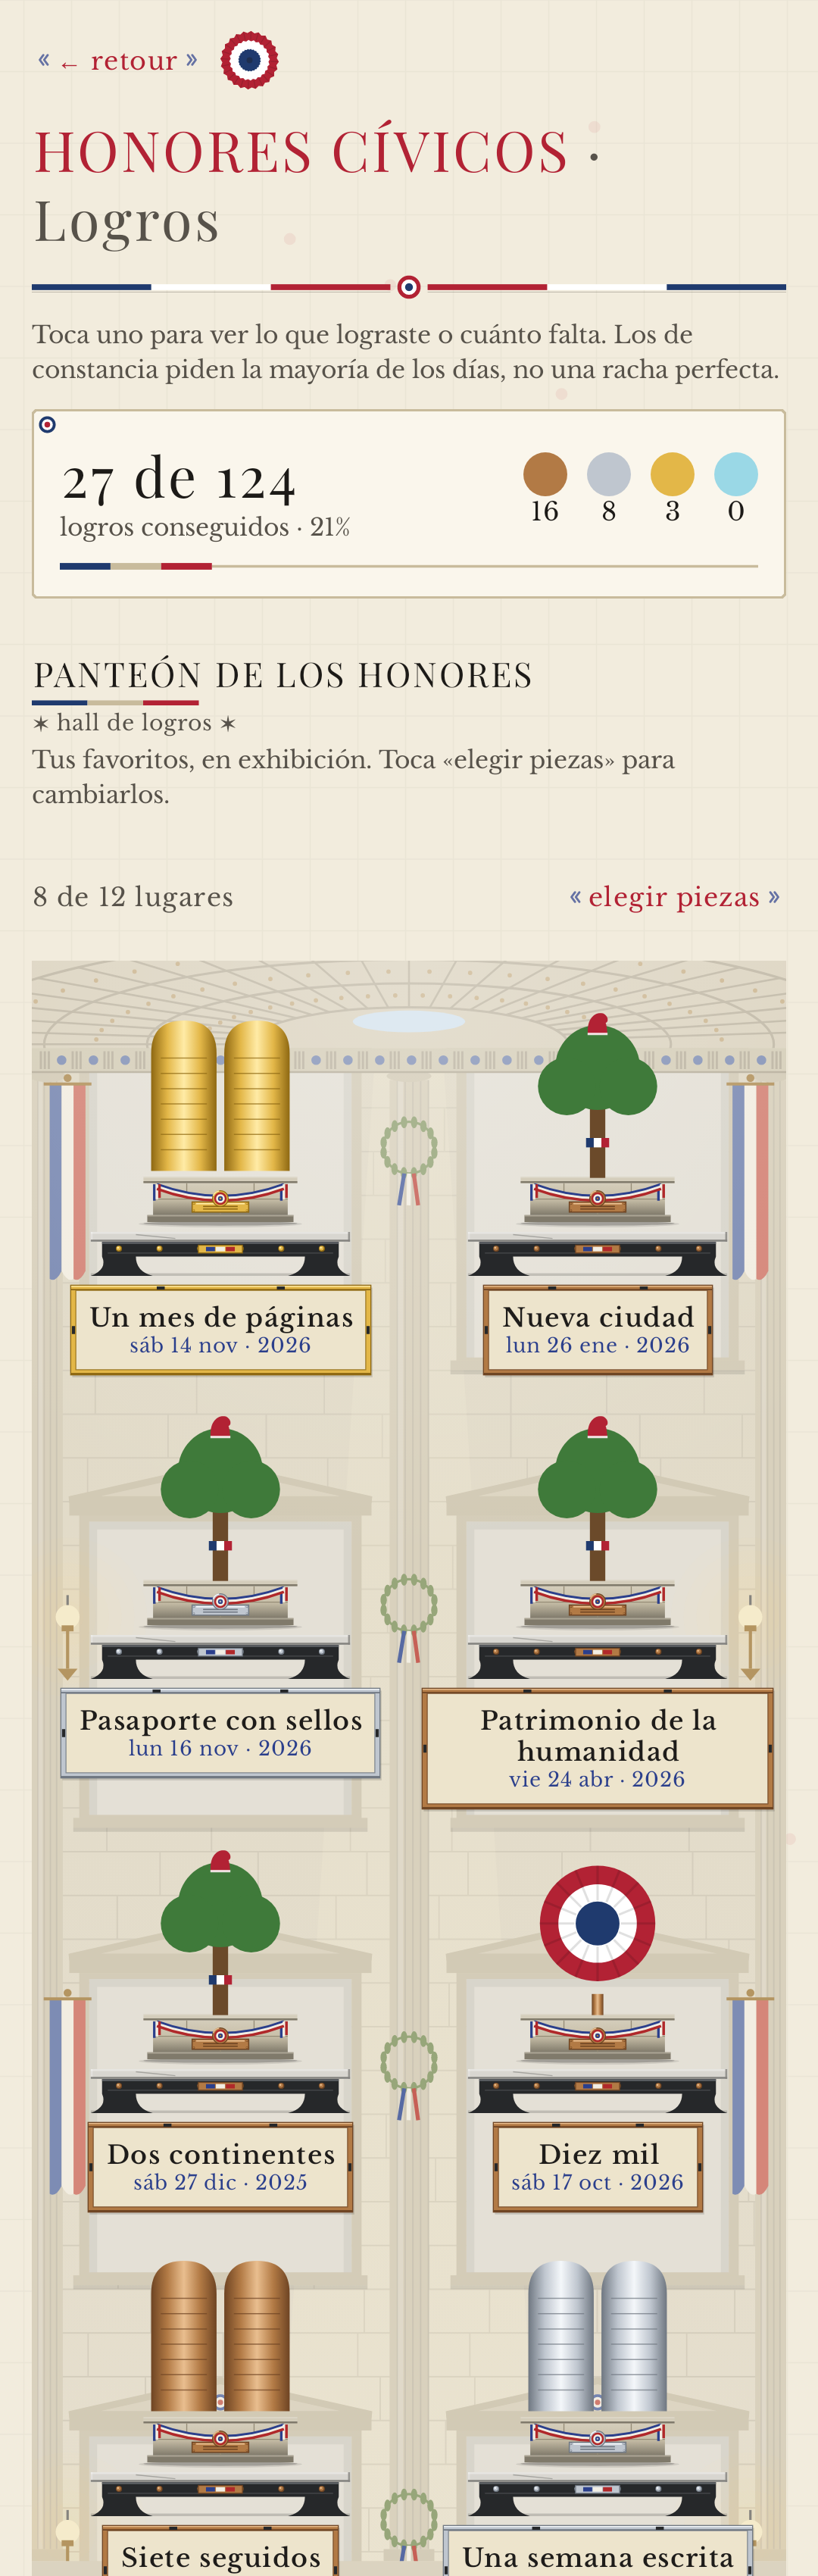 « ← retour »
HONORES CÍVICOS ·
Logros
Toca uno para ver lo que lograste o cuánto falta. Los de
constancia piden la mayoría de los días, no una racha perfecta.
27 de 124
logros conseguidos · 21%
16 8 3 0
PANTEÓN DE LOS HONORES
✶ hall de logros ✶
Tus favoritos, en exhibición. Toca «elegir piezas» para
cambiarlos.
8 de 12 lugares
« elegir piezas »
Un mes de páginas
sáb 14 nov · 2026
Nueva ciudad
lun 26 ene · 2026
Pasaporte con sellos
lun 16 nov · 2026
Patrimonio de la
humanidad
vie 24 abr · 2026
Dos continentes
sáb 27 dic · 2025
Diez mil
sáb 17 oct · 2026
Siete seguidos
Una semana escrita